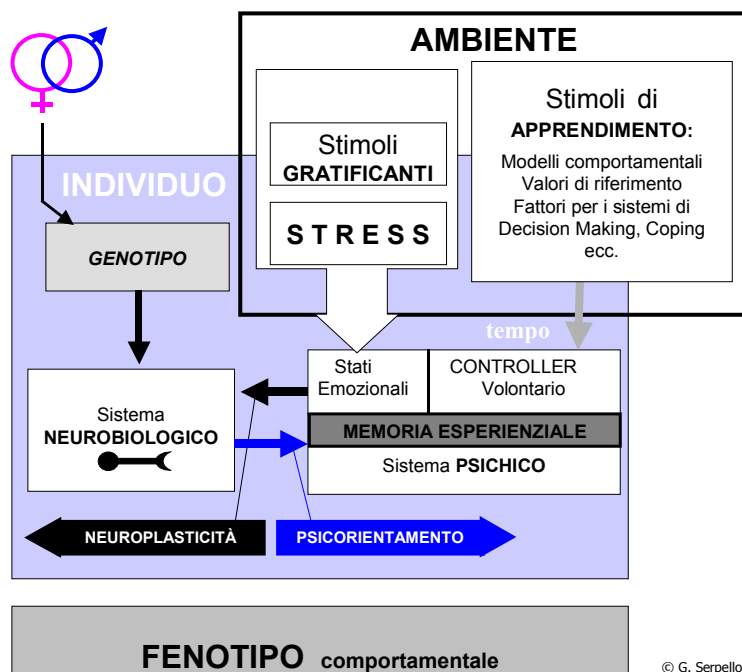 AMBIENTE
Stimoli
GRATIFICANTI
STRESS
Stimoli di
APPRENDIMENTO:
Modelli comportamentali
Valori di riferimento
Fattori per i sistemi di
Decision Making, Coping
ecc.
INDIVIDUO
GENOTIPO
tempo
Stati
Emozionali
CONTROLLER
Volontario
Sistema
NEUROBIOLOGICO
MEMORIA ESPERIENZIALE
Sistema PSICHICO
NEUROPLASTICITÀ
PSICORIENTAMENTO
FENOTIPO comportamentale
© G. Serpello